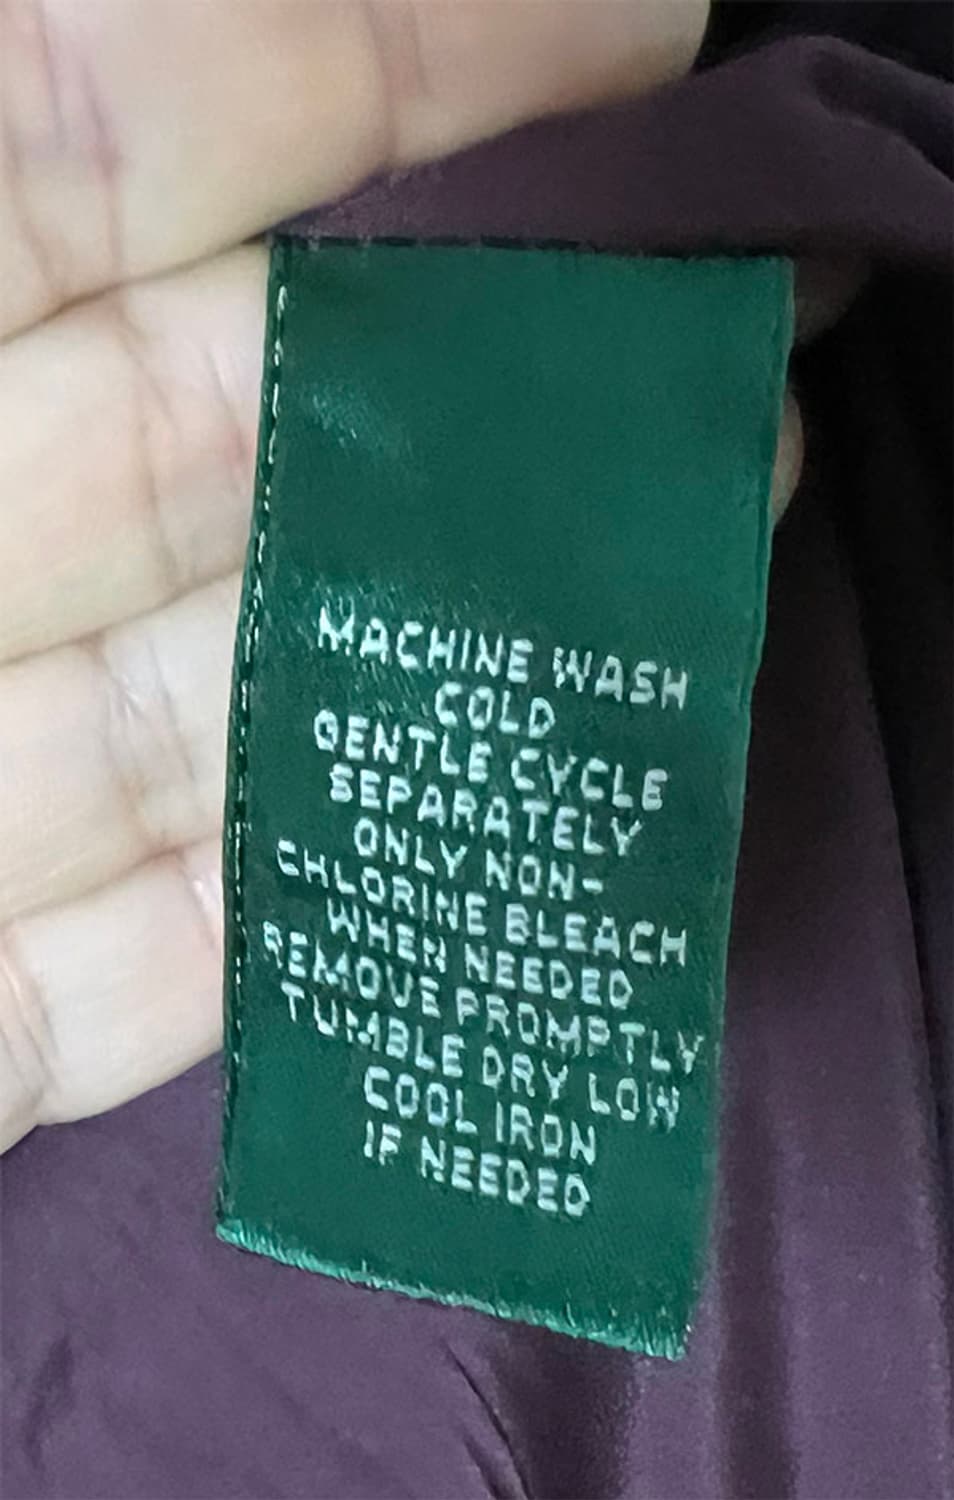 MACHINE WASH
COLD
GENTLE CYCLE
SEPARATELY
ONLY NON-
CHLORINE BLEACH
WHEN NEEDED
REMOVE PROMPTLY
TUMBLE DRY LOW
COOL IRON
IF NEEDED